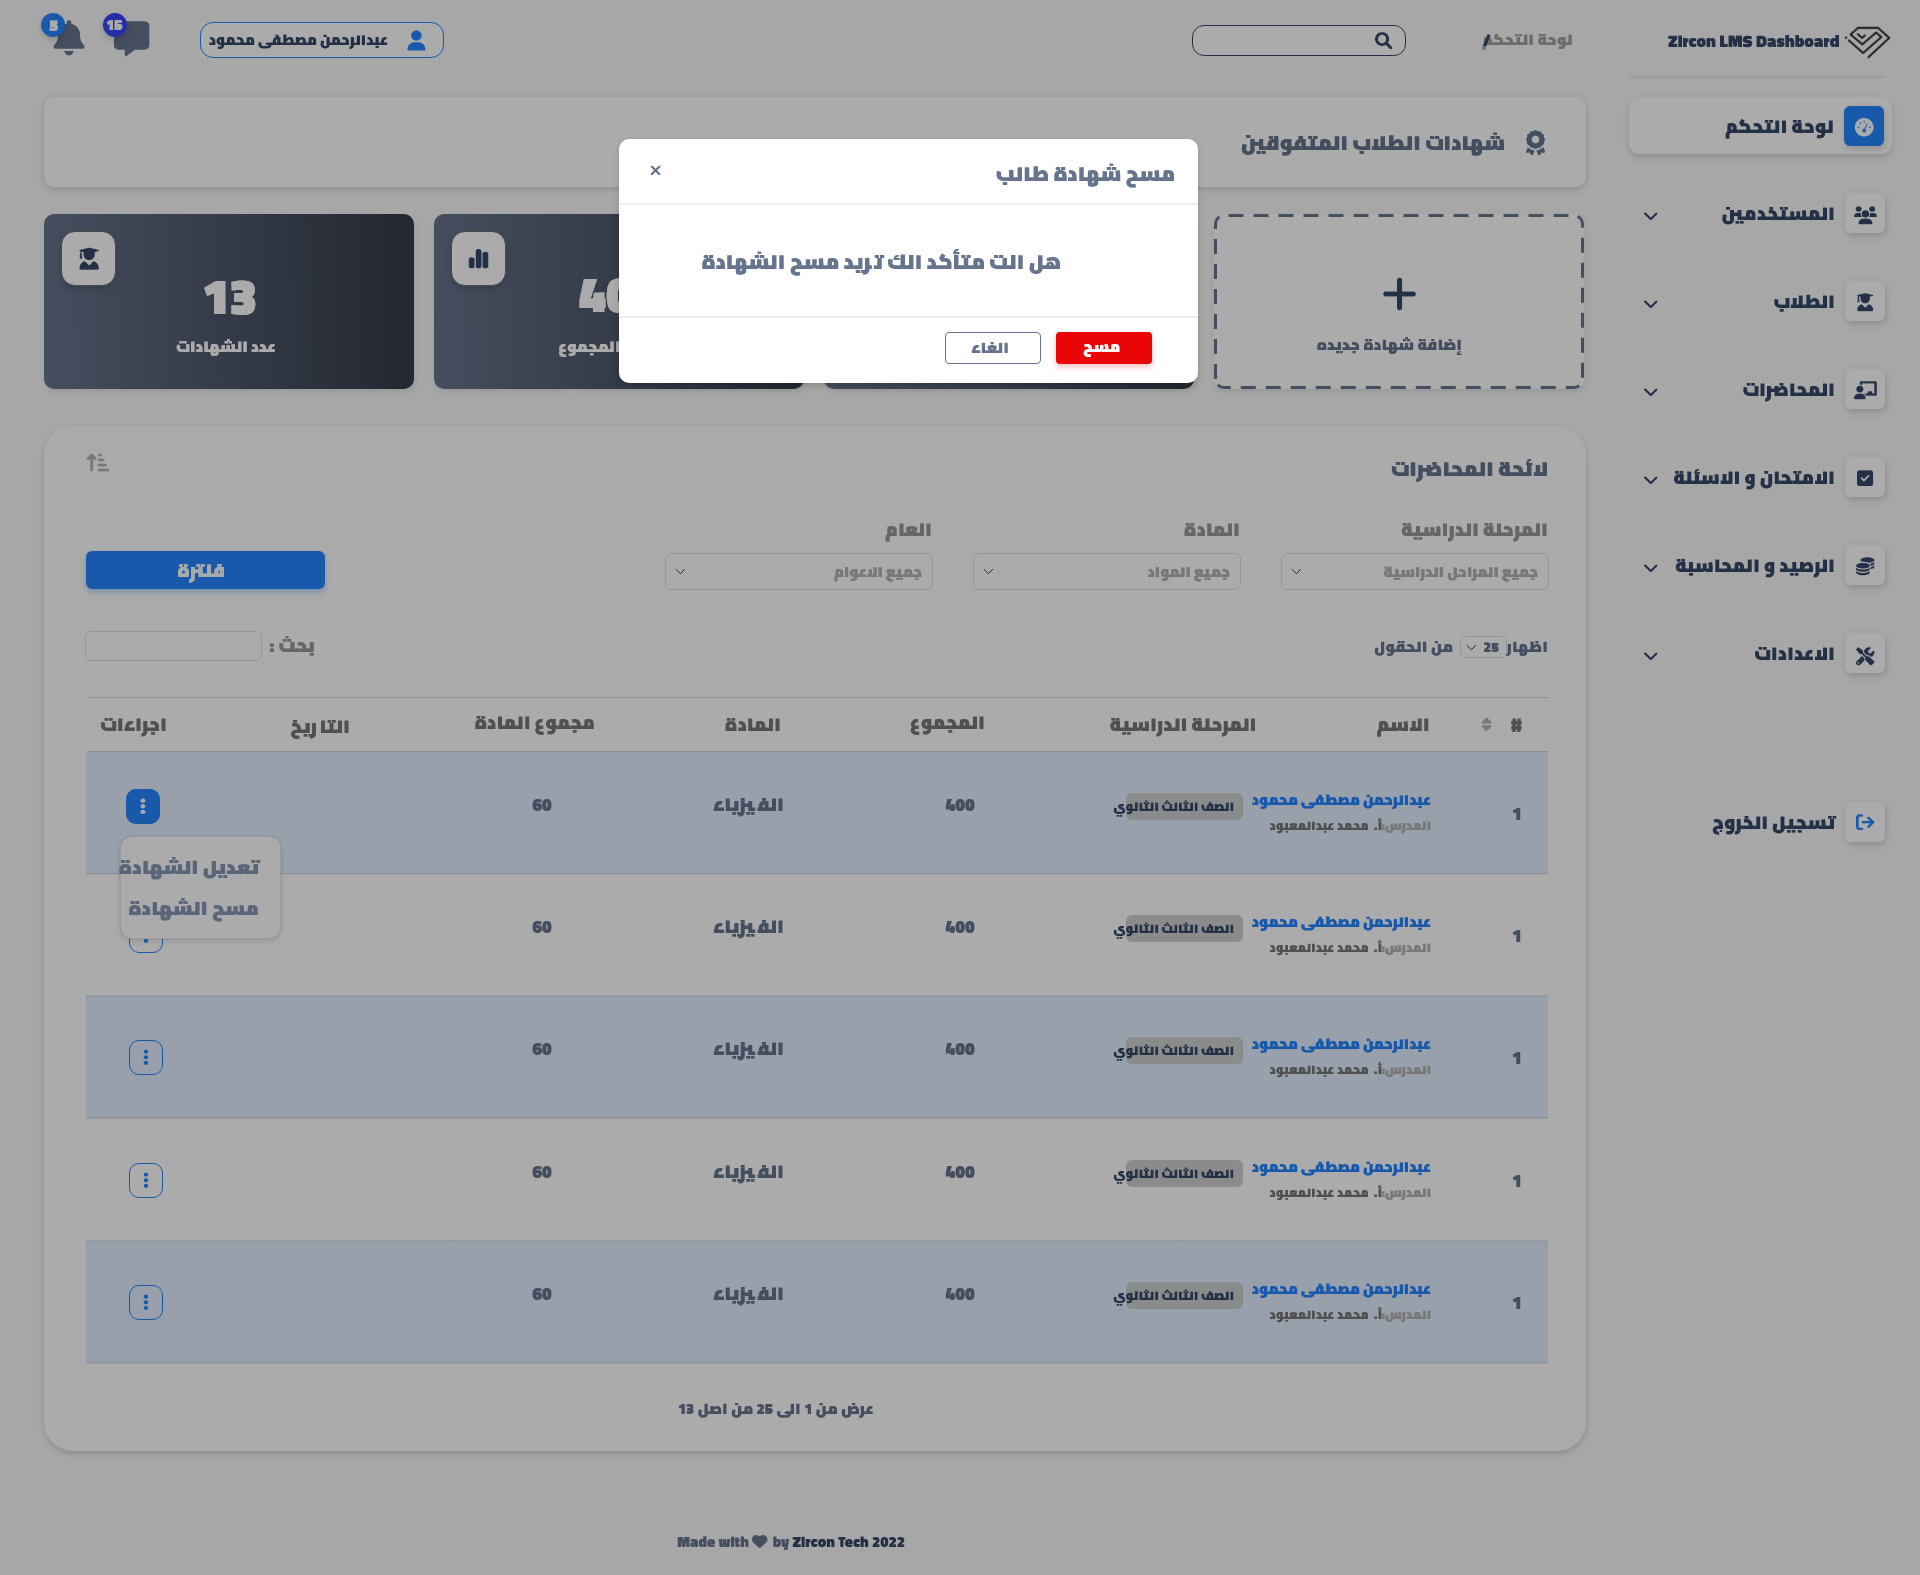 Zircon LMS Dashboard
لوحة التحكم /
عبدالرحمن مصطفى محمود
15
5
لوحة التحكم
المستخدمين
الطلاب
المحاضرات
الامتحان و الاسئلة
الرصيد و المحاسبة
الاعدادات
تسجيل الخروج
شهادات الطلاب المتفوقين
مسح شهادة طالب
×
هل الت متأكد الك تريد مسح الشهادة
مسح
الغاء
إضافة شهادة جديده
40
المجموع
13
عدد الشهادات
لائحة المحاضرات
المرحلة الدراسية
المادة
العام
جميع المراحل الدراسية
جميع المواد
جميع الاعوام
فلترة
اظهار 25 من الحقول
بحث :
# الاسم المرحلة الدراسية المجموع المادة مجموع المادة التاريخ اجراءات
1 عبدالرحمن مصطفى محمود الصف الثالث الثالوي 400 الفيزياء 60
المدرس:أ. محمد عبدالمعبود
تعديل الشهادة
مسح الشهادة
1 عبدالرحمن مصطفى محمود الصف الثالث الثالوي 400 الفيزياء 60
المدرس:أ. محمد عبدالمعبود
1 عبدالرحمن مصطفى محمود الصف الثالث الثالوي 400 الفيزياء 60
المدرس:أ. محمد عبدالمعبود
1 عبدالرحمن مصطفى محمود الصف الثالث الثالوي 400 الفيزياء 60
المدرس:أ. محمد عبدالمعبود
1 عبدالرحمن مصطفى محمود الصف الثالث الثالوي 400 الفيزياء 60
المدرس:أ. محمد عبدالمعبود
عرض من 1 الى 25 من اصل 13
Made with by Zircon Tech 2022